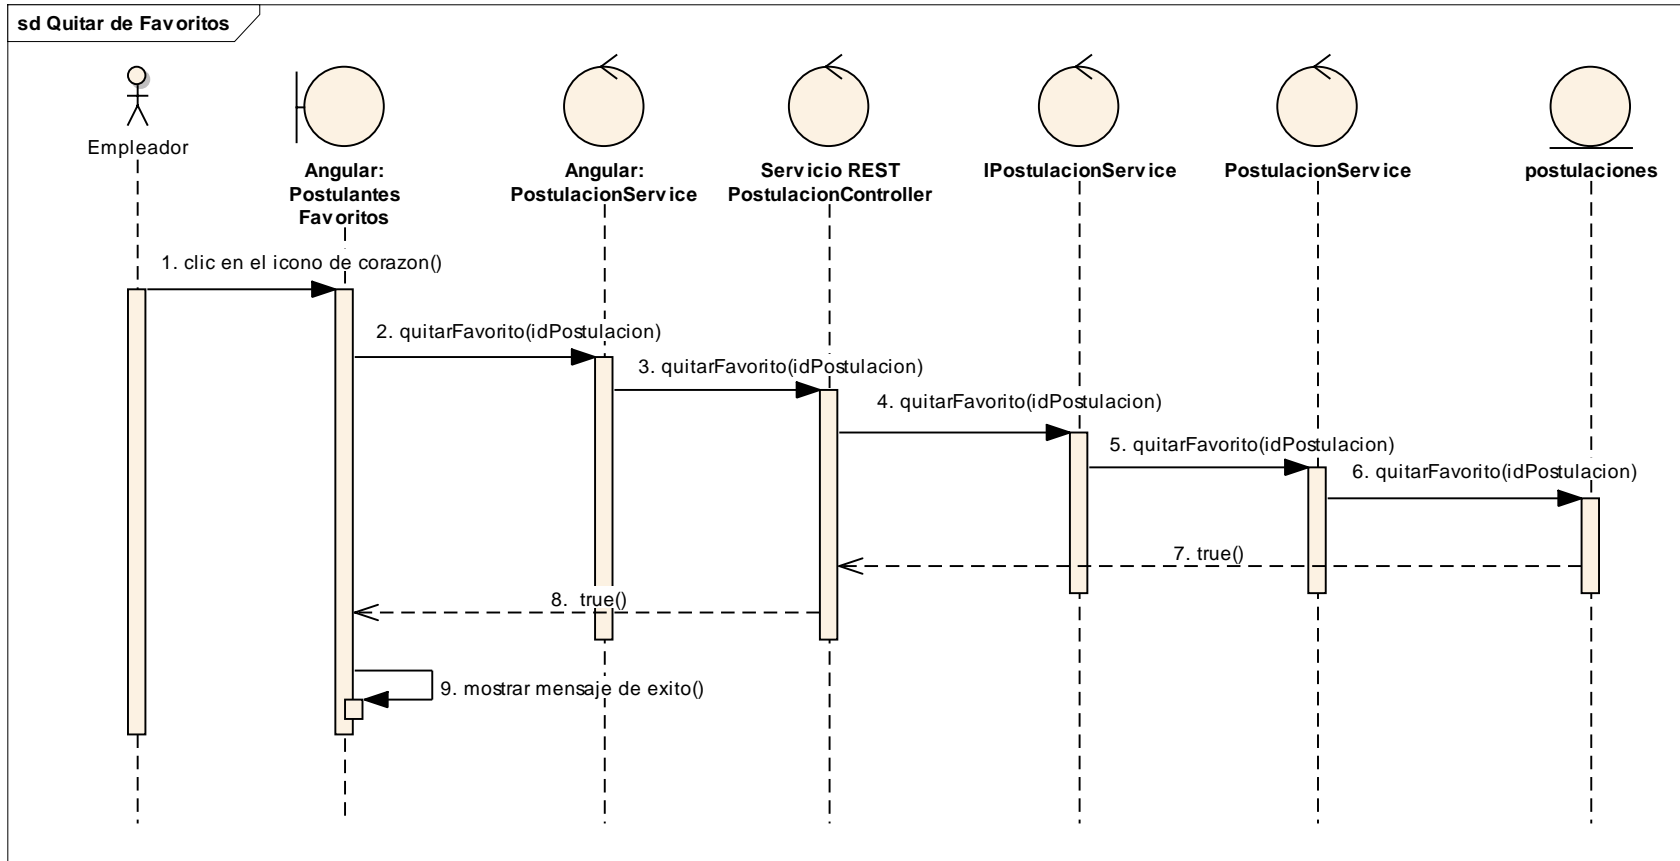 sd Quitar de Favoritos
Empleador
Angular:
Postulantes
Favoritos
Angular:
PostulacionService
Servicio REST
PostulacionController
IPostulacionService
PostulacionService
postulaciones
1. clic en el icono de corazon()
2. quitarFavorito(idPostulacion)
3. quitarFavorito(idPostulacion)
4. quitarFavorito(idPostulacion)
5. quitarFavorito(idPostulacion)
6. quitarFavorito(idPostulacion)
7. true()
8. true()
9. mostrar mensaje de exito()